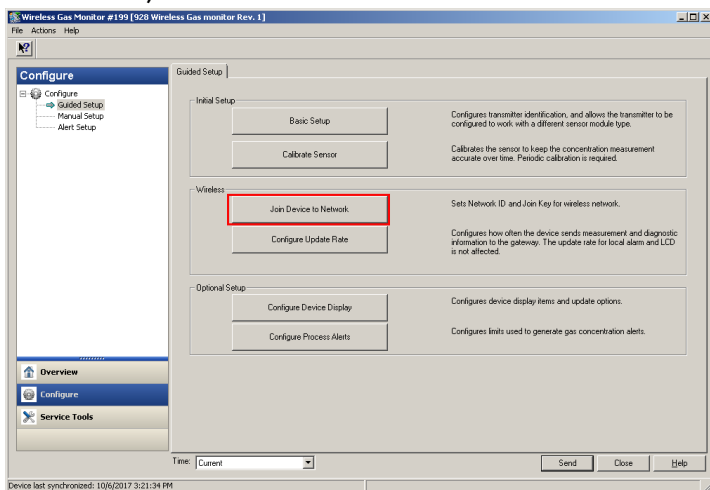 Wireless Gas Monitor #199 [928 Wireless Gas monitor Rev. 1]
File Actions Help
Configure
Configure
Guided Setup
Manual Setup
Alert Setup
Overview
Configure
Service Tools
Guided Setup
Initial Setup
Basic Setup
Configures transmitter identification, and allows the transmitter to be
configured to work with a different sensor module type.
Calibrate Sensor
Calibrates the sensor to keep the concentration measurement
accurate over time. Periodic calibration is required.
Wireless
Join Device to Network
Sets Network ID and Join Key for wireless network.
Configure Update Rate
Configures how often the device sends measurement and diagnostic
information to the gateway. The update rate for local alarm and LCD
is not affected.
Optional Setup
Configure Device Display
Configures device display items and update options.
Configure Process Alerts
Configures limits used to generate gas concentration alerts.
Time: Current
Send Close Help
Device last synchronized: 10/6/2017 3:21:34 PM